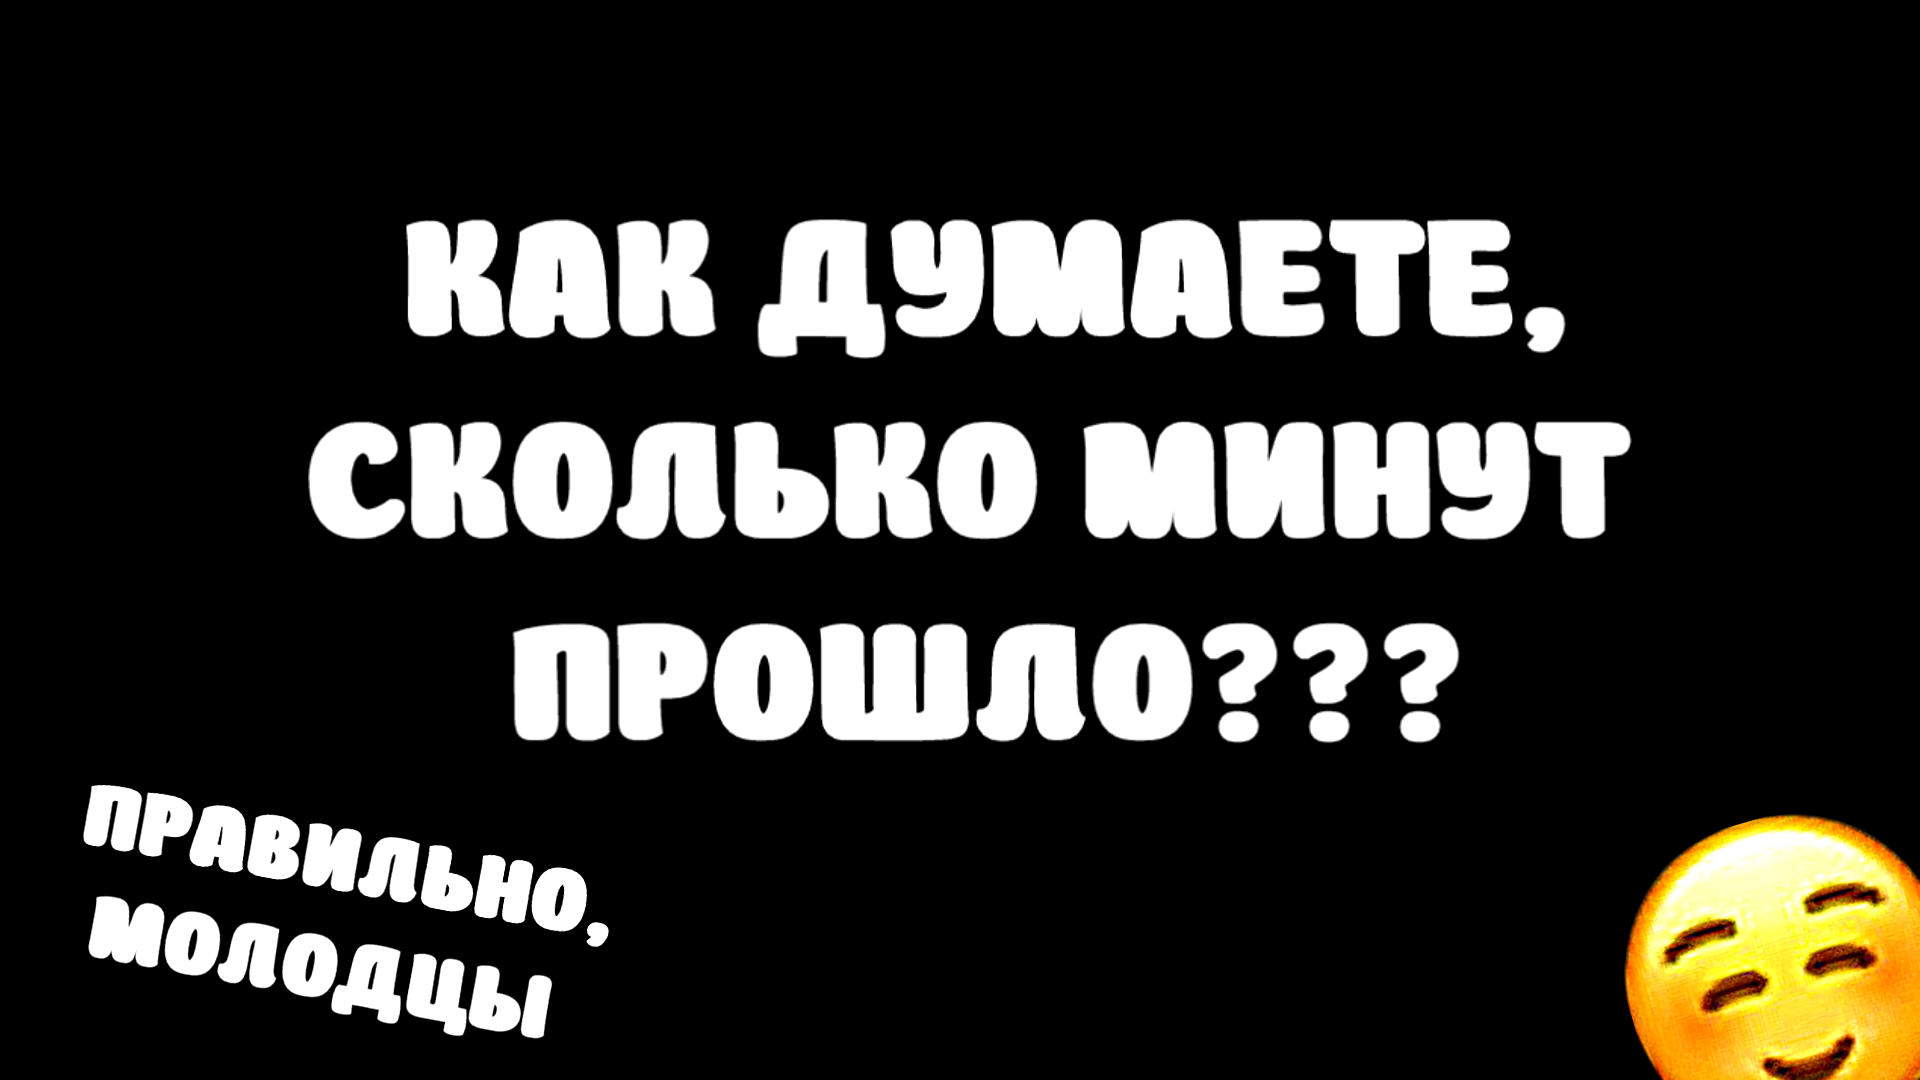 КАК ДУМАЕТЕ,
СКОЛЬКО МИНУТ
ПРОШЛО???
ПРАВИЛЬНО,
МОЛОДЦЫ